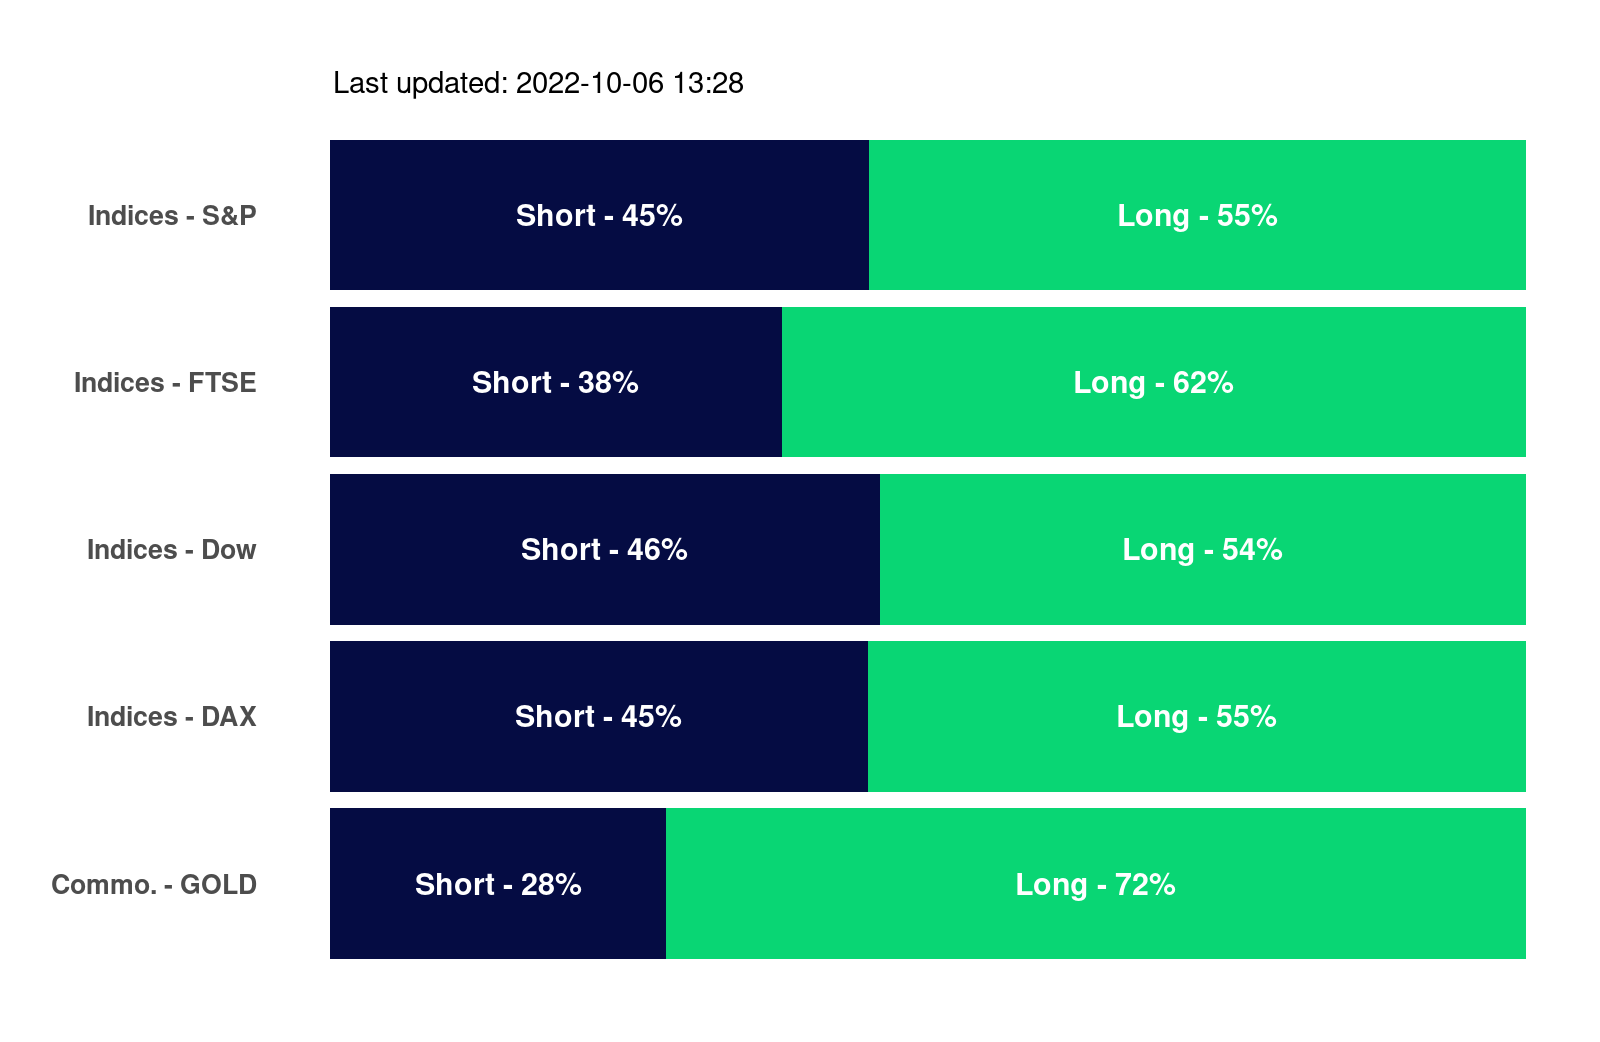 Last updated: 2022-10-06 13:28
Indices - S&P Short - 45% Long - 55%
Indices - FTSE Short - 38% Long - 62%
Indices - Dow Short - 46% Long - 54%
Indices - DAX Short - 45% Long - 55%
Commo. - GOLD Short - 28% Long - 72%